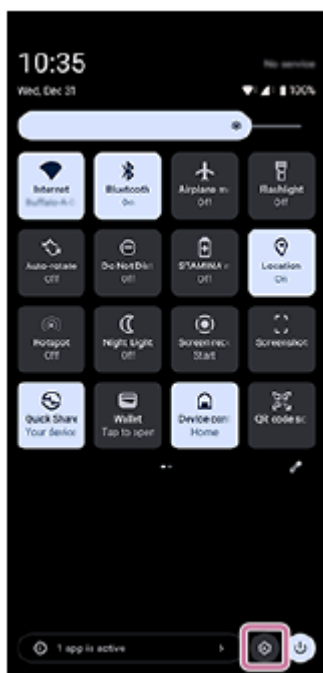 10:35
No service
Wed, Dec 31
100%
Internet
Buffalo-A-
Bluetooth
On
Airplane m
Off
Flashlight
Off
Auto-rotate
Off
Do Not Dist
Off
STAMINA
Off
Location
On
Hotspot
Off
Night Light
Off
Screen rec
Start
Screenshot
Quick Share
Your device
Wallet
Tap to open
Device con
Home
QR code sc
1 app is active